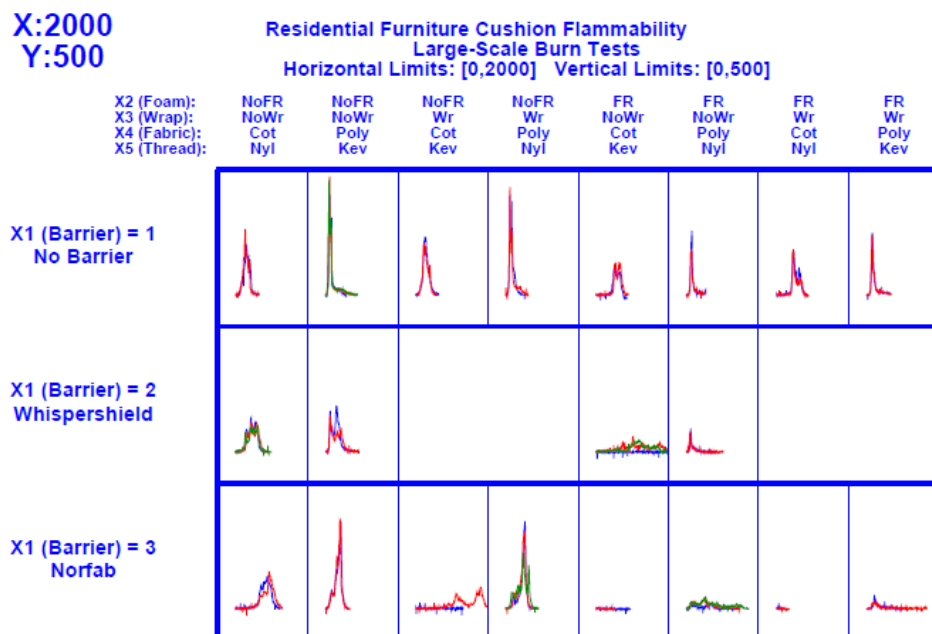 X:2000
Y:500
Residential Furniture Cushion Flammability
Large-Scale Burn Tests
Horizontal Limits: [0,2000] Vertical Limits: [0,500]
X2 (Foam): NoFR NoFR NoFR NoFR FR FR FR FR
X3 (Wrap): NoWr NoWr Wr Wr NoWr NoWr Wr Wr
X4 (Fabric): Cot Poly Cot Poly Cot Poly Cot Poly
X5 (Thread): Nyl Kev Kev Nyl Kev Nyl Nyl Kev
X1 (Barrier) = 1
No Barrier
X1 (Barrier) = 2
Whispershield
X1 (Barrier) = 3
Norfab